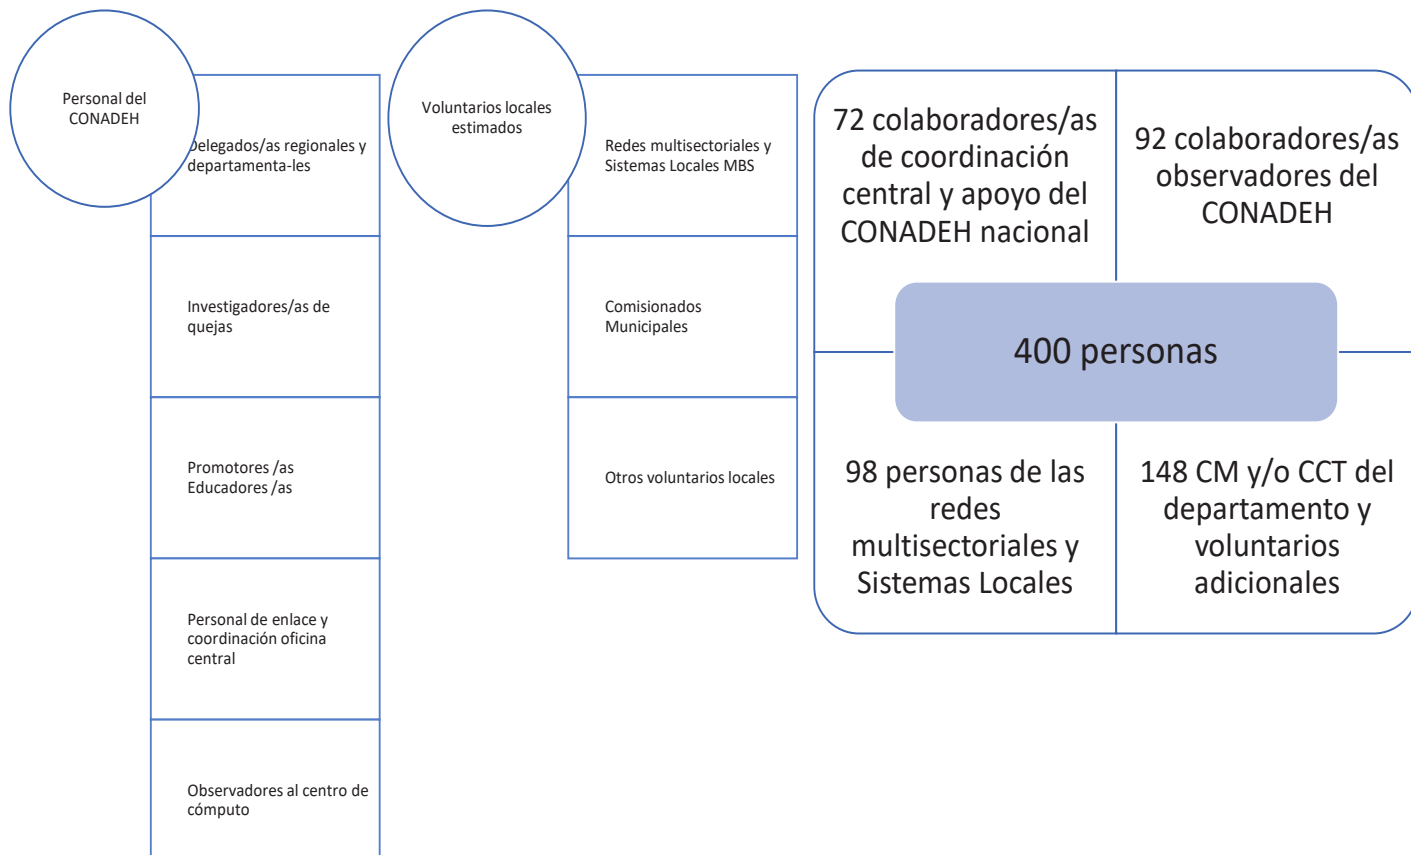 Personal del
CONADEH
Delegados/as regionales y
departamenta-les
Investigadores/as de
quejas
Promotores /as
Educadores /as
Personal de enlace y
coordinación oficina
central
Observadores al centro de
cómputo
Voluntarios locales
estimados
Redes multisectoriales y
Sistemas Locales MBS
Comisionados
Municipales
Otros voluntarios locales
72 colaboradores/as
de coordinación
central y apoyo del
CONADEH nacional
92 colaboradores/as
observadores del
CONADEH
400 personas
98 personas de las
redes
multisectoriales y
Sistemas Locales
148 CM y/o CCT del
departamento y
voluntarios
adicionales